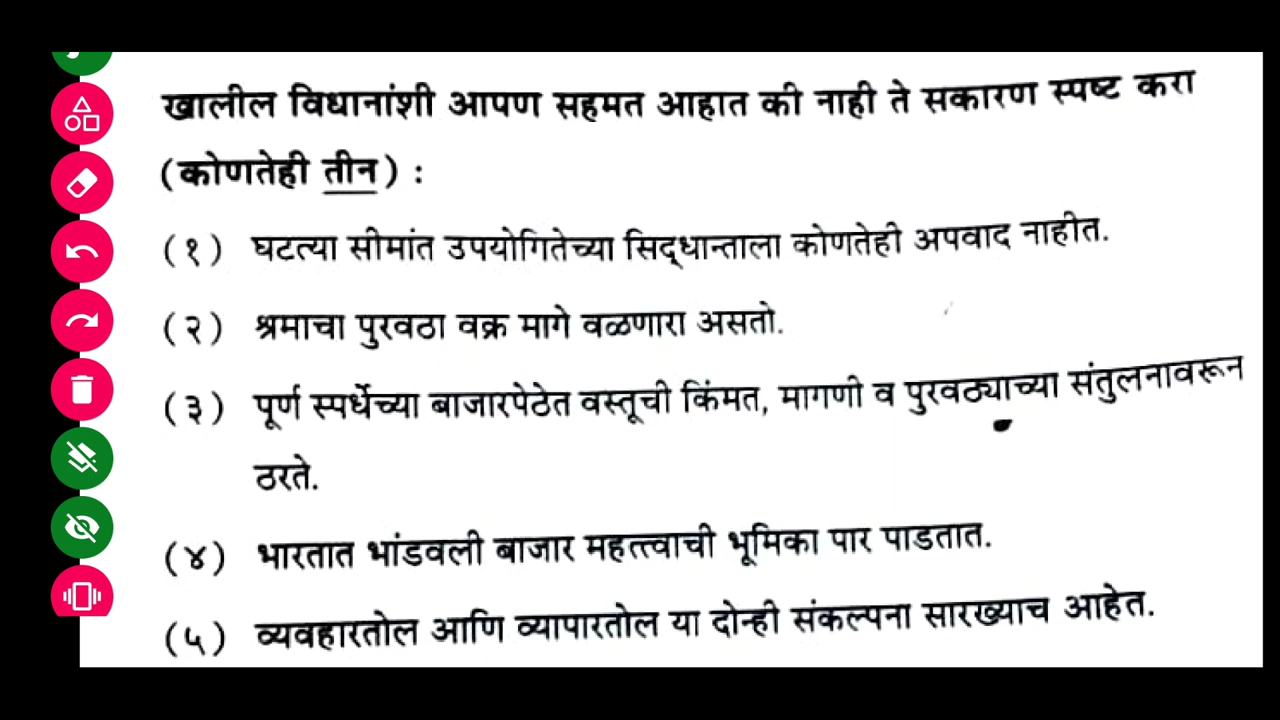 खालील विधानांशी आपण सहमत आहात की नाही ते सकारण स्पष्ट करा
(कोणतेही तीन) :
(१) घटत्या सीमांत उपयोगितेच्या सिद्धान्ताला कोणतेही अपवाद नाहीत.
(२) श्रमाचा पुरवठा वक्र मागे वळणारा असतो.
(३) पूर्ण स्पर्धेच्या बाजारपेठेत वस्तूची किंमत, मागणी व पुरवठ्याच्या संतुलनावरून
ठरते.
(४) भारतात भांडवली बाजार महत्त्वाची भूमिका पार पाडतात.
(५) व्यवहारतोल आणि व्यापारतोल या दोन्ही संकल्पना सारख्याच आहेत.